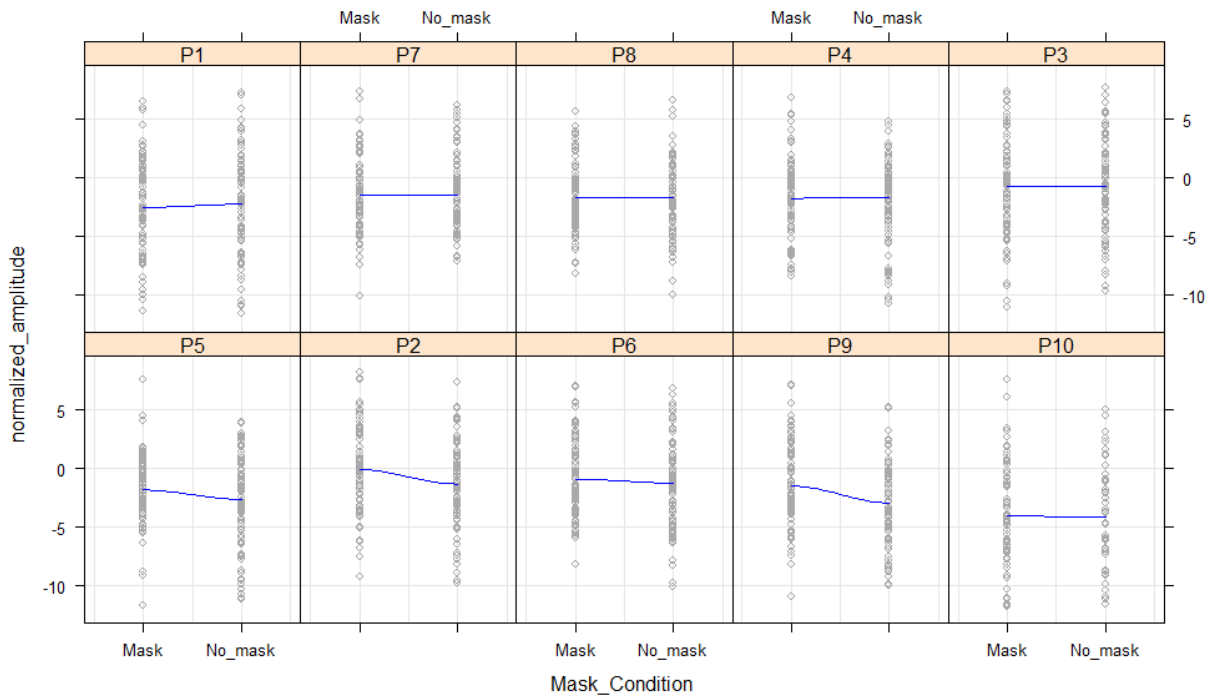 Mask No_mask Mask No_mask
P1 P7 P8 P4 P3
5
0
-5
-10
P5 P2 P6 P9 P10
5
0
-5
-10
Mask No_mask Mask No_mask Mask No_mask
Mask_Condition
normalized_amplitude